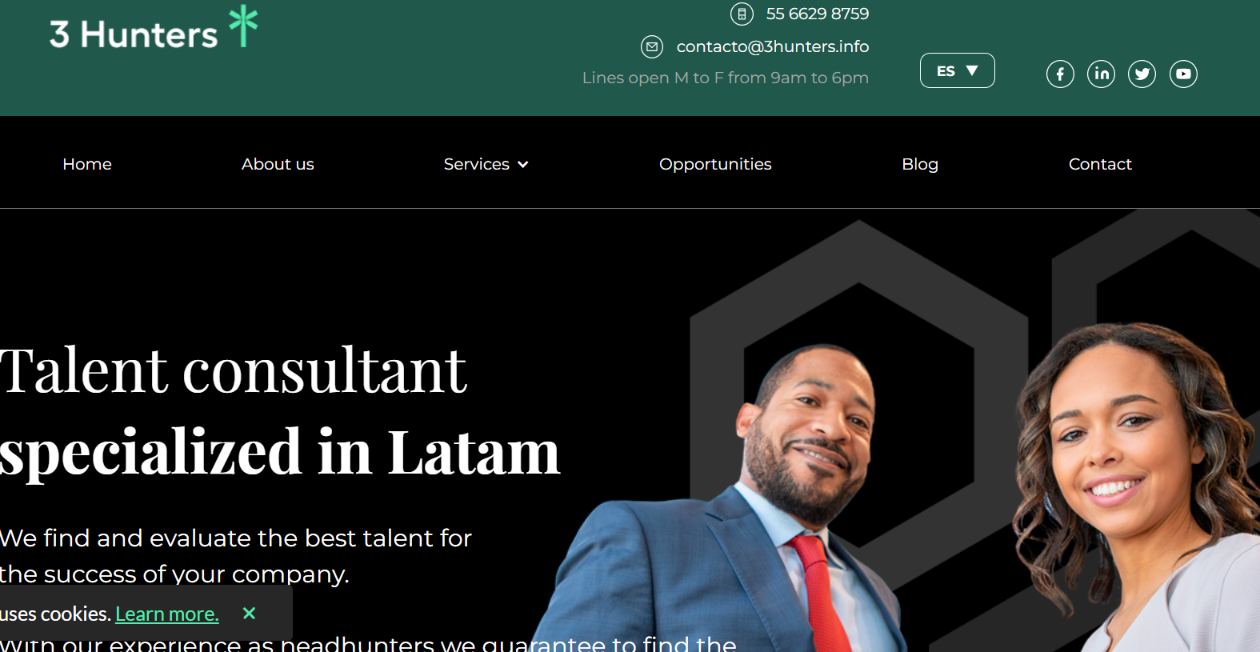 3 Hunters
55 6629 8759
contacto@3hunters.info
Lines open M to F from 9am to 6pm
ES
Home
About us
Services
Opportunities
Blog
Contact
Talent consultant
specialized in Latam
We find and evaluate the best talent for
the success of your company.
uses cookies. Learn more.
With our experience as headhunters we guarantee to find the